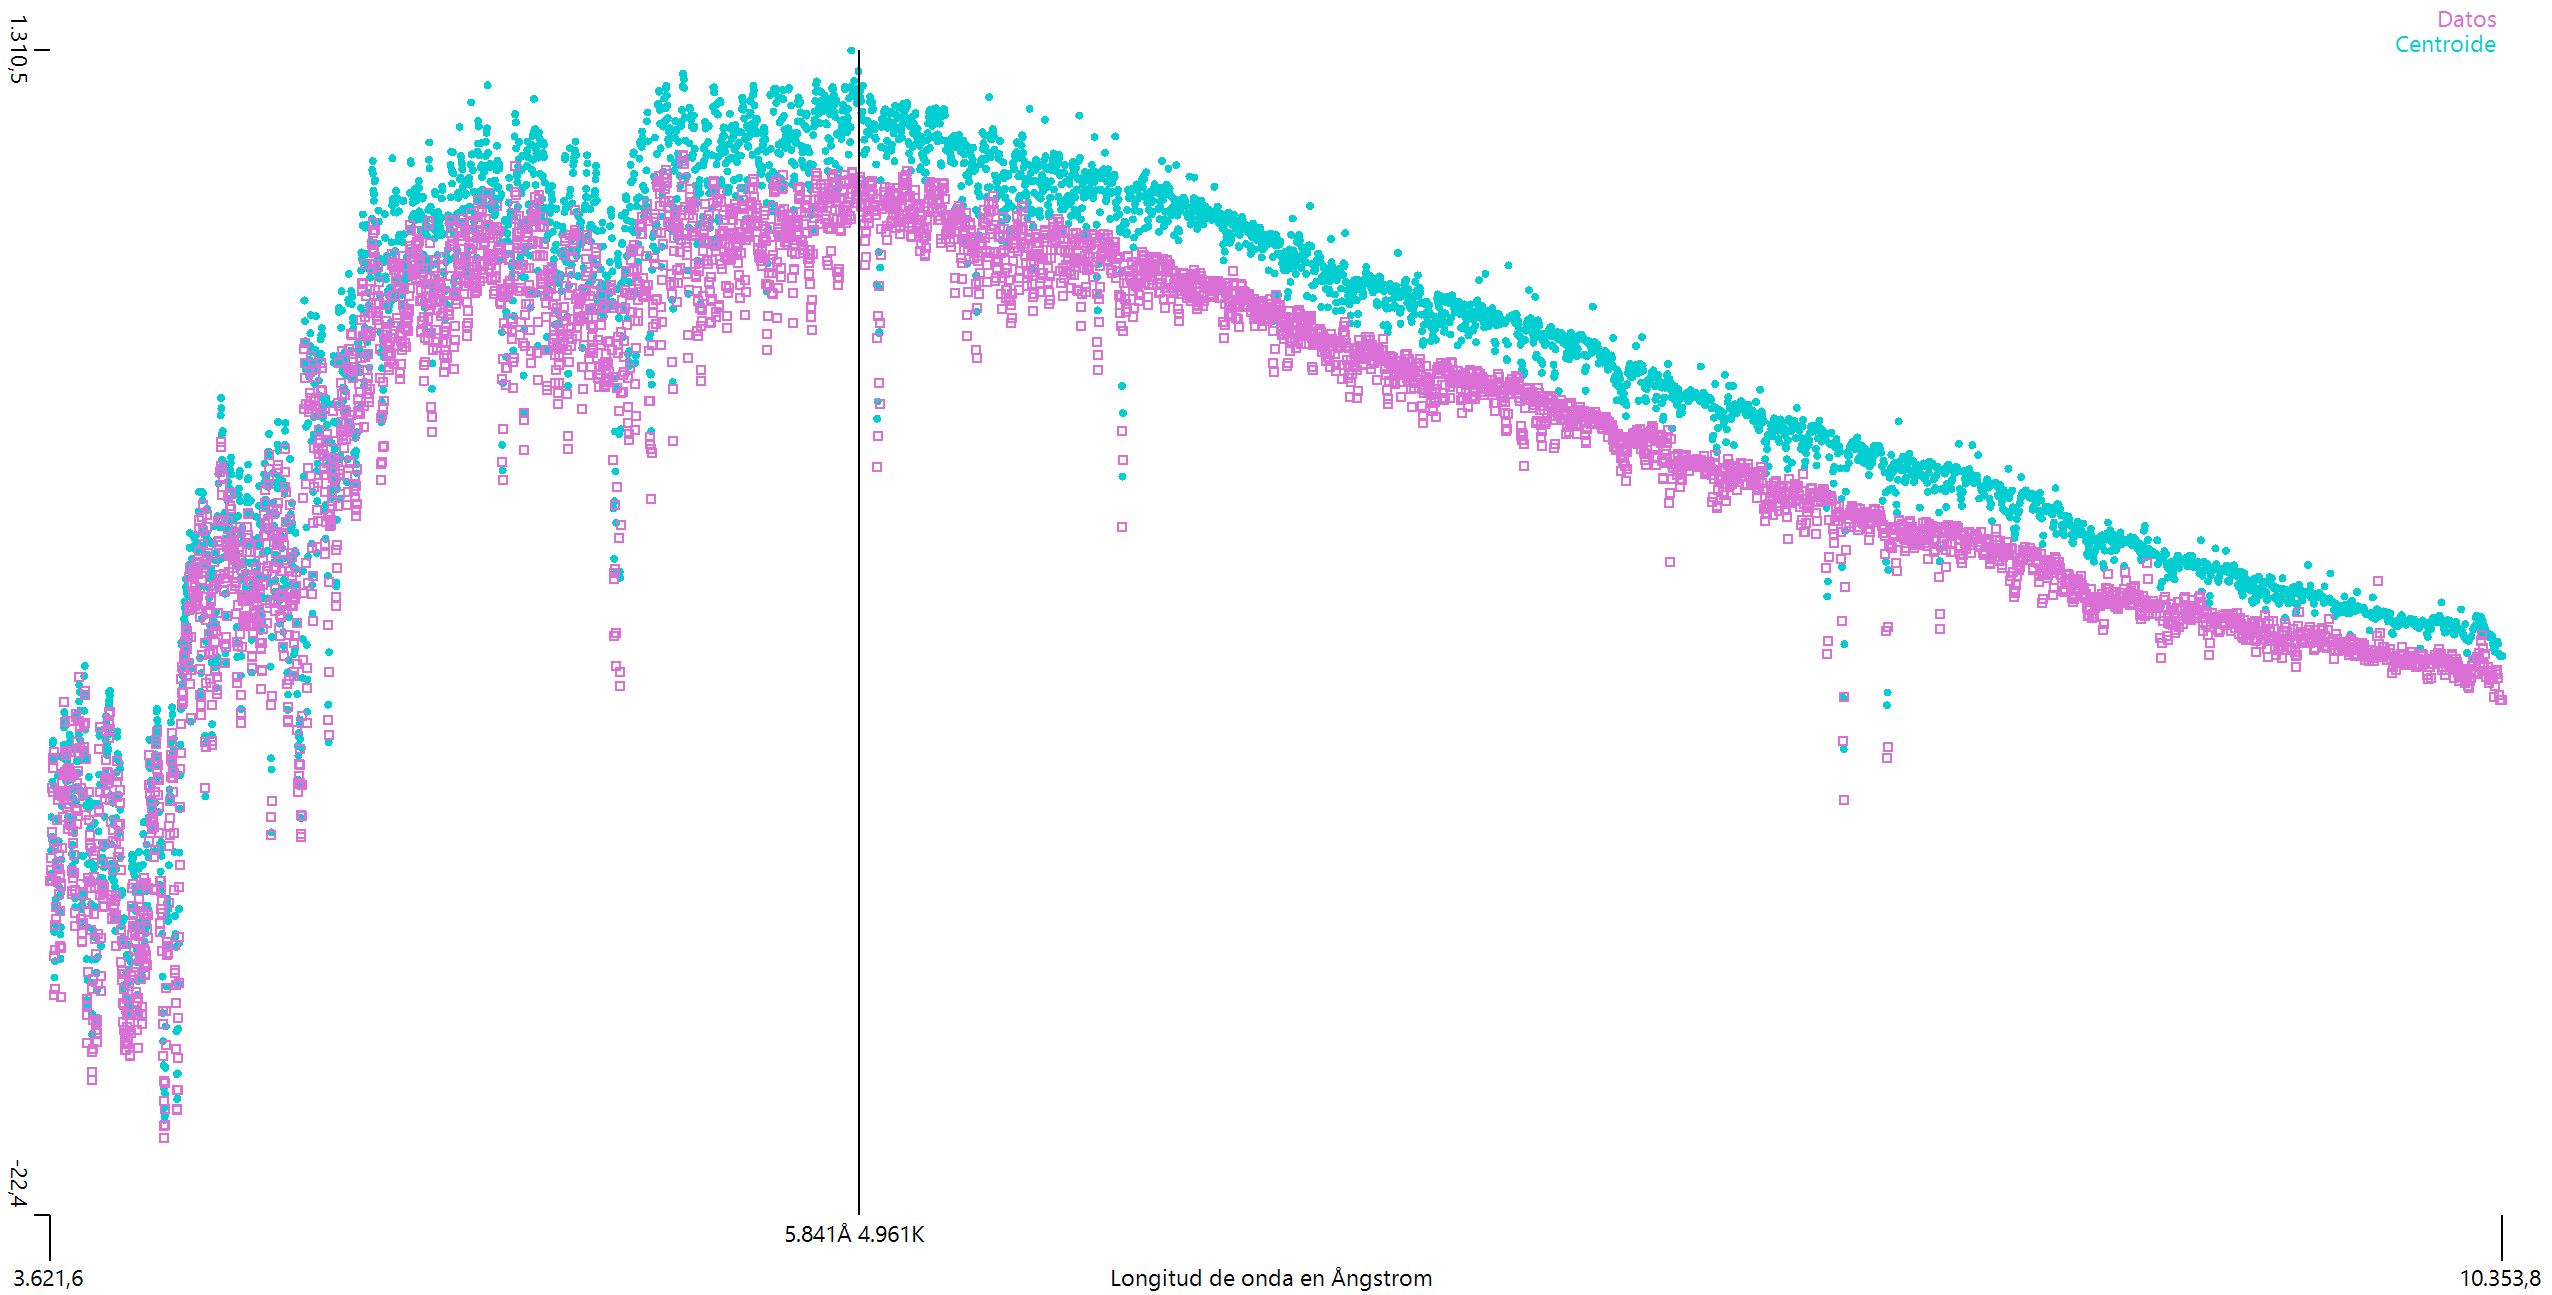 Datos
Centroide
1.310,5
-22,4
5.841Å 4.961K
3.621,6
Longitud de onda en Ångstrom
10.353,8